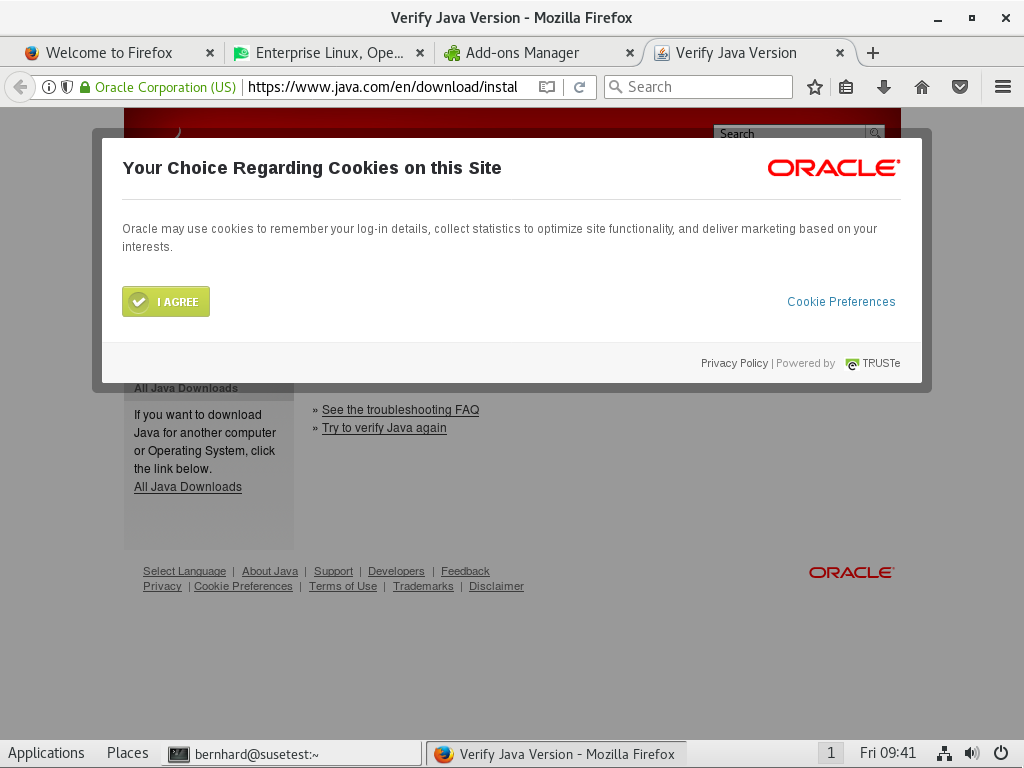 Verify Java Version - Mozilla Firefox
Welcome to Firefox
Enterprise Linux, Ope...
Add-ons Manager
Verify Java Version
Oracle Corporation (US)
https://www.java.com/en/download/instal
Search
Search
Your Choice Regarding Cookies on this Site
ORACLE
Oracle may use cookies to remember your log-in details, collect statistics to optimize site functionality, and deliver marketing based on your
interests.
I AGREE
Cookie Preferences
Privacy Policy | Powered by TRUSTe
All Java Downloads
If you want to download
Java for another computer
or Operating System, click
the link below.
All Java Downloads
» See the troubleshooting FAQ
» Try to verify Java again
Select Language | About Java | Support | Developers | Feedback
Privacy | Cookie Preferences | Terms of Use | Trademarks | Disclaimer
ORACLE
Applications
Places
bernhard@susetest:~
Verify Java Version - Mozilla Firefox
1
Fri 09:41